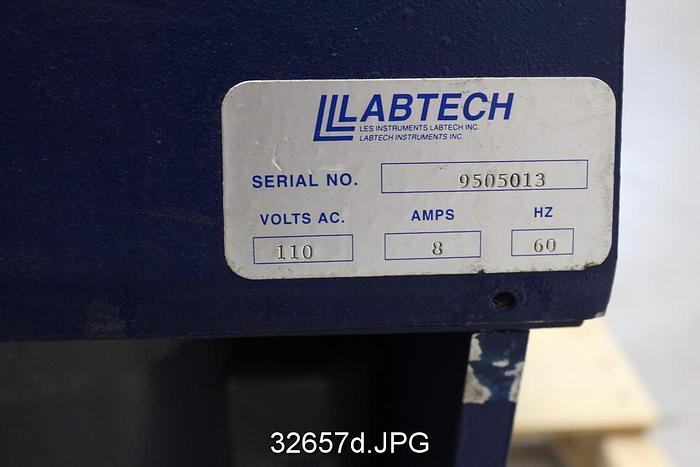 LABTECH
LES INSTRUMENTS LABTECH INC.
LABTECH INSTRUMENTS INC.
SERIAL NO. 9505013
VOLTS AC. AMPS HZ
110 8 60
32657d.JPG